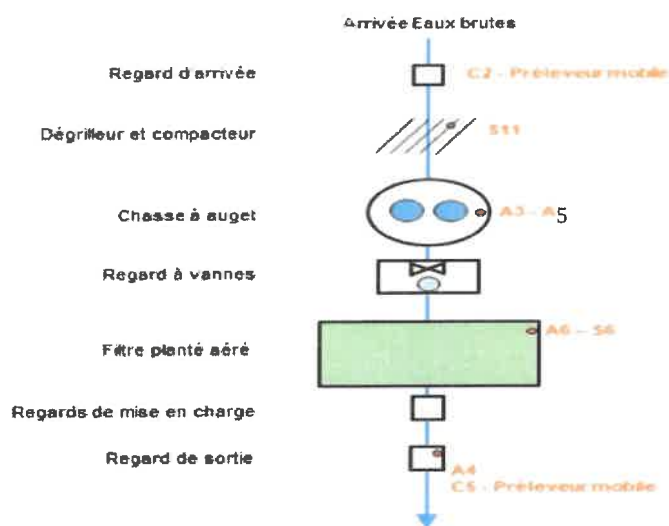 Arrivée Eaux brutes
Regard d'arrivée
C2 - Préleveur mobile
Dégrilleur et compacteur
S11
Chasse à auget
A3 - A5
Regard à vannes
Filtre planté aéré
A6 - S6
Regards de mise en charge
Regard de sortie
A4
C5 - Préleveur mobile